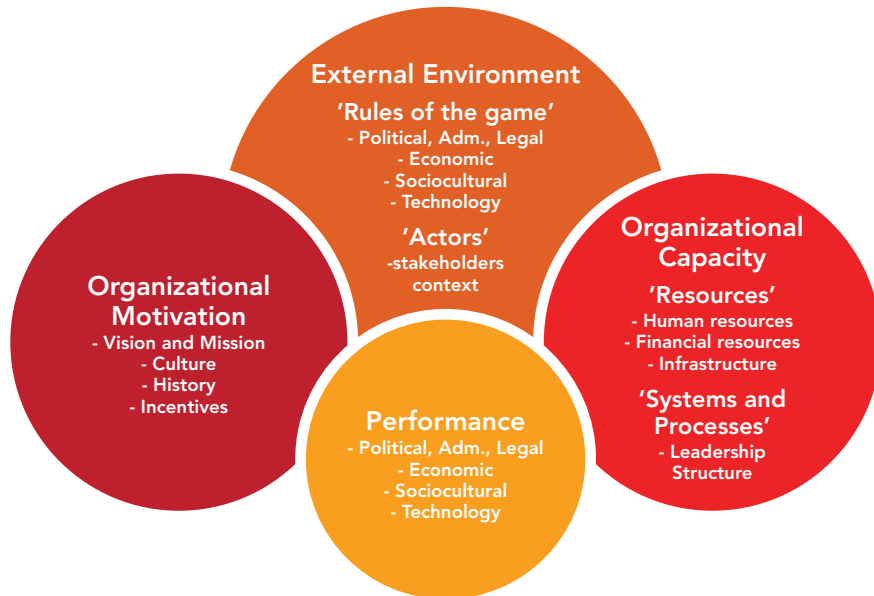 External Environment
'Rules of the game'
- Political, Adm., Legal
- Economic
- Sociocultural
- Technology
'Actors'
-stakeholders
context
Organizational
Motivation
- Vision and Mission
- Culture
- History
- Incentives
Organizational
Capacity
'Resources'
- Human resources
- Financial resources
- Infrastructure
'Systems and
Processes'
- Leadership
Structure
Performance
- Political, Adm., Legal
- Economic
- Sociocultural
- Technology